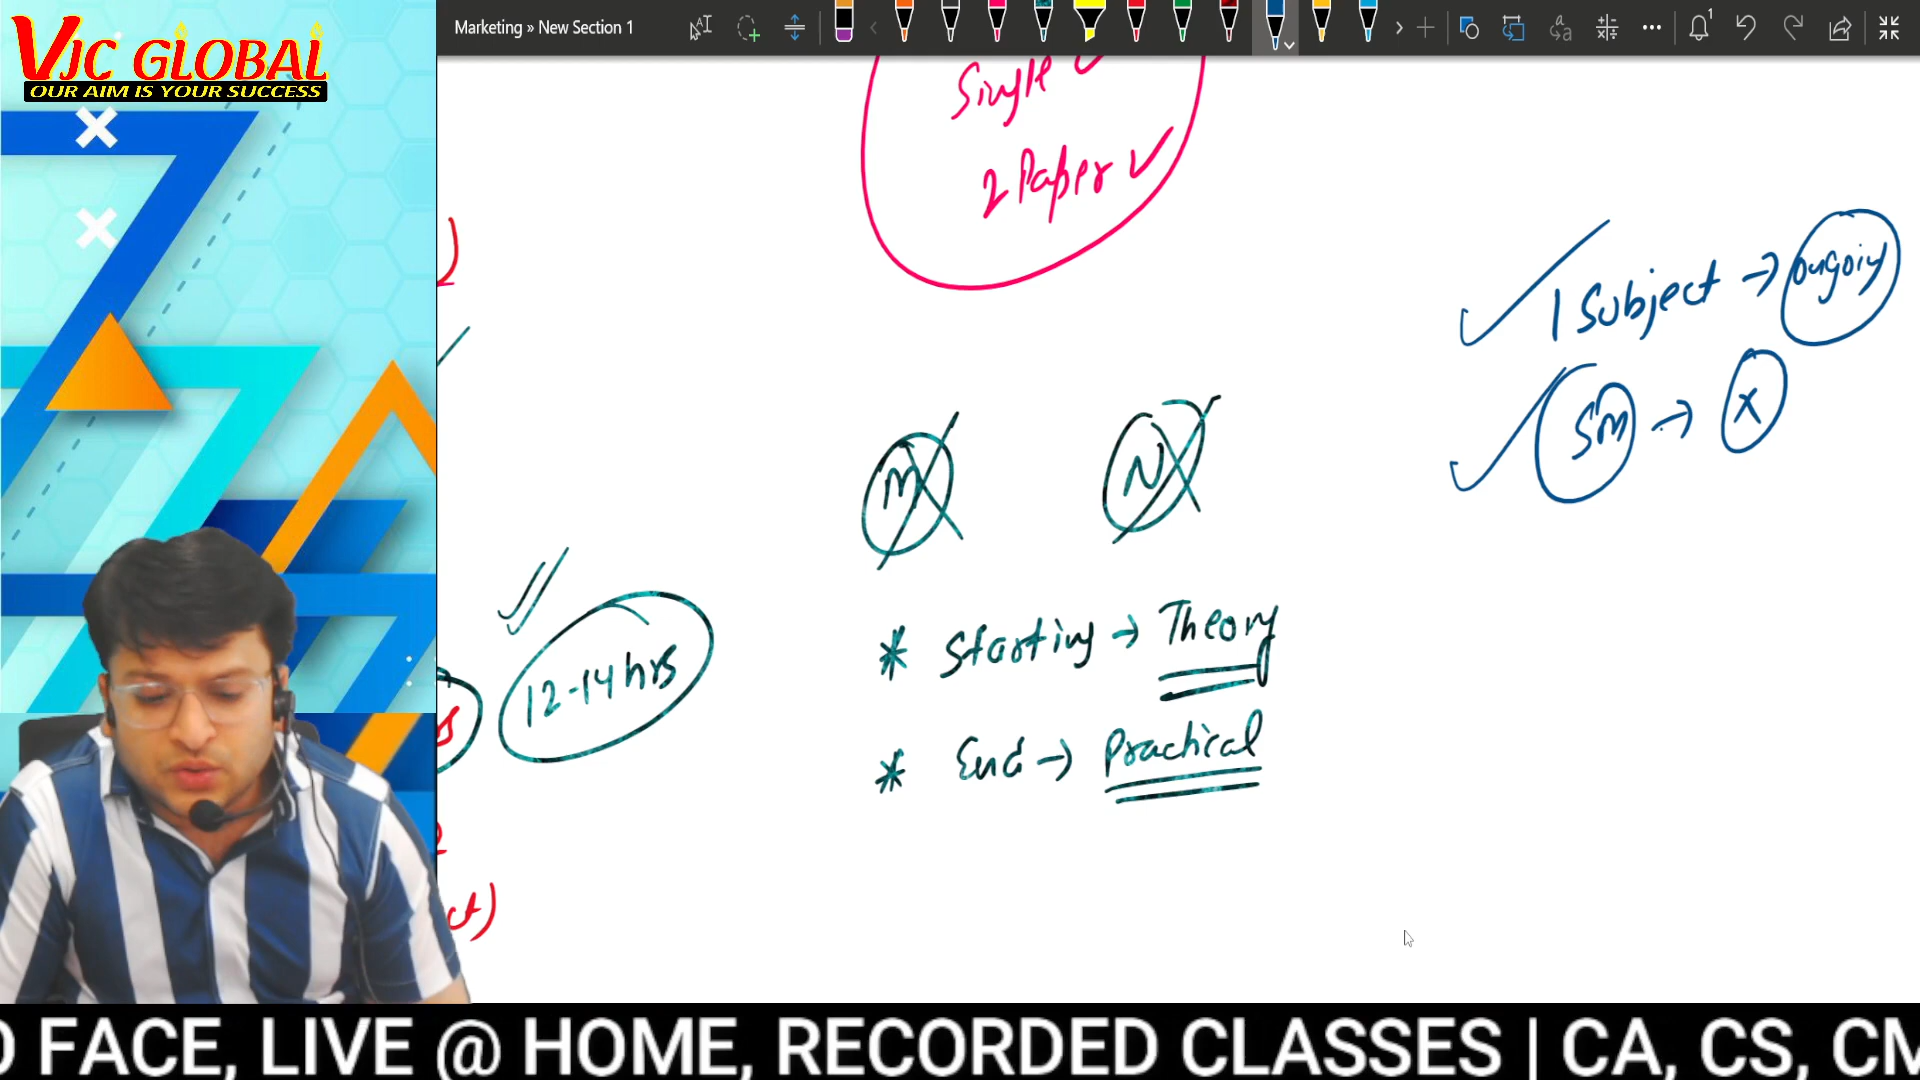 VJC GLOBAL
OUR AIM IS YOUR SUCCESS
Marketing » New Section 1
Single
2 Paper
1 Subject → ongoing
SM → X
M
N
12-14 hrs
* Starting → Theory
* End → Practical
ct)
O FACE, LIVE @ HOME, RECORDED CLASSES | CA, CS, CM